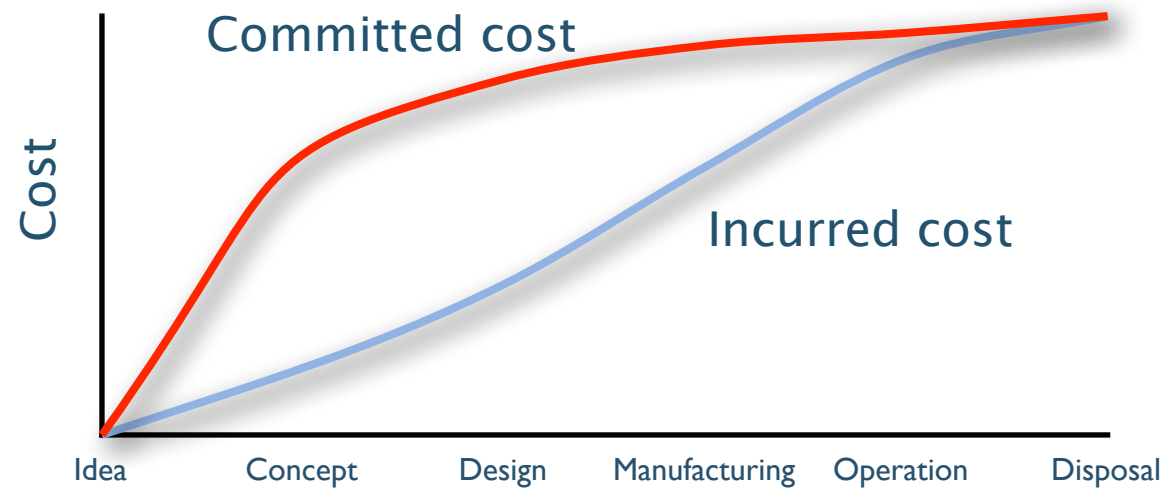 Committed cost
Cost
Incurred cost
Idea Concept Design Manufacturing Operation Disposal